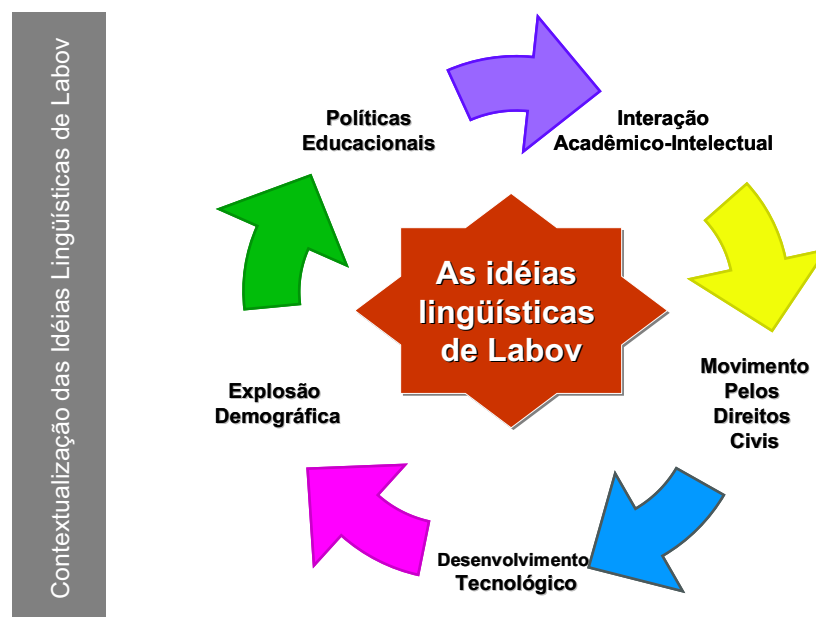 Contextualização das Idéias Lingüísticas de Labov
Políticas
Educacionais
Interação
Acadêmico-Intelectual
As idéias
lingüísticas
de Labov
Movimento
Pelos
Direitos
Civis
Explosão
Demográfica
Desenvolvimento
Tecnológico